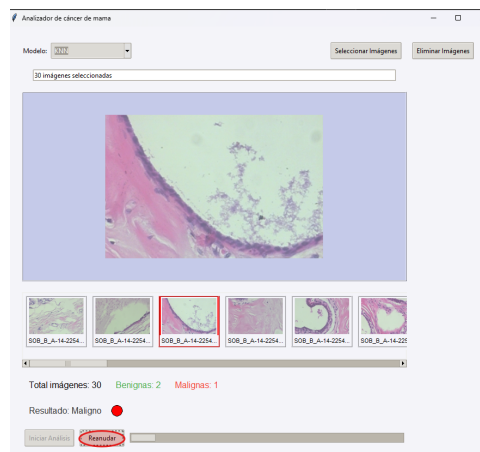 Analizador de cáncer de mama
Modelo:
Seleccionar Imágenes
Eliminar Imágenes
30 imágenes seleccionadas
SOB_B_A-14-2254...
SOB_B_A-14-2254...
SOB_B_A-14-2254...
SOB_B_A-14-2254...
SOB_B_A-14-2254...
SOB_B_A-14-225
Total imágenes: 30 Benignas: 2 Malignas: 1
Resultado: Maligno
Iniciar Análisis
Reanudar